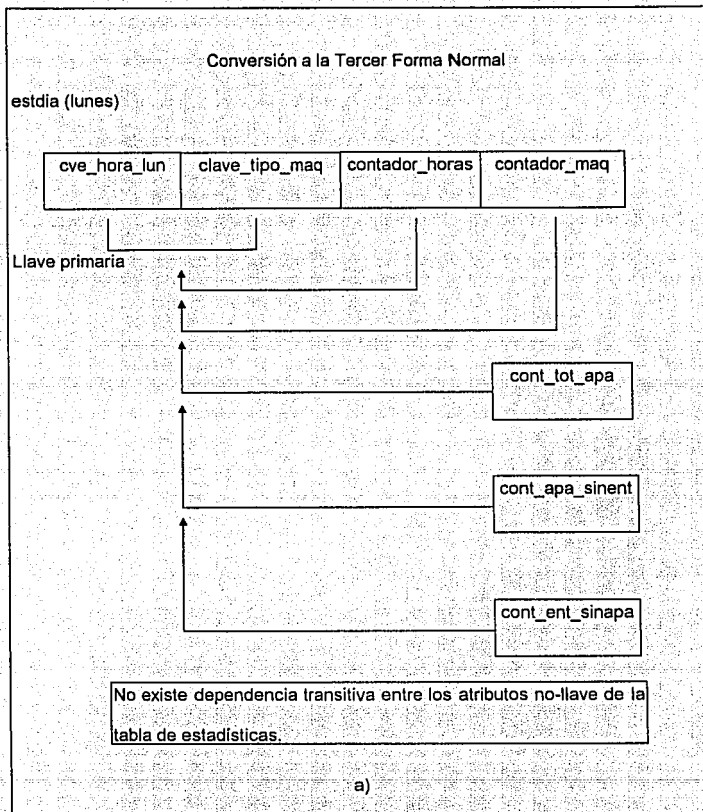 Conversión a la Tercer Forma Normal
estdia (lunes)
cve_hora_lun clave_tipo_maq contador_horas contador_maq
Llave primaria
cont_tot_apa
cont_apa_sinent
cont_ent_sinapa
No existe dependencia transitiva entre los atributos no-llave de la
tabla de estadísticas.
a)